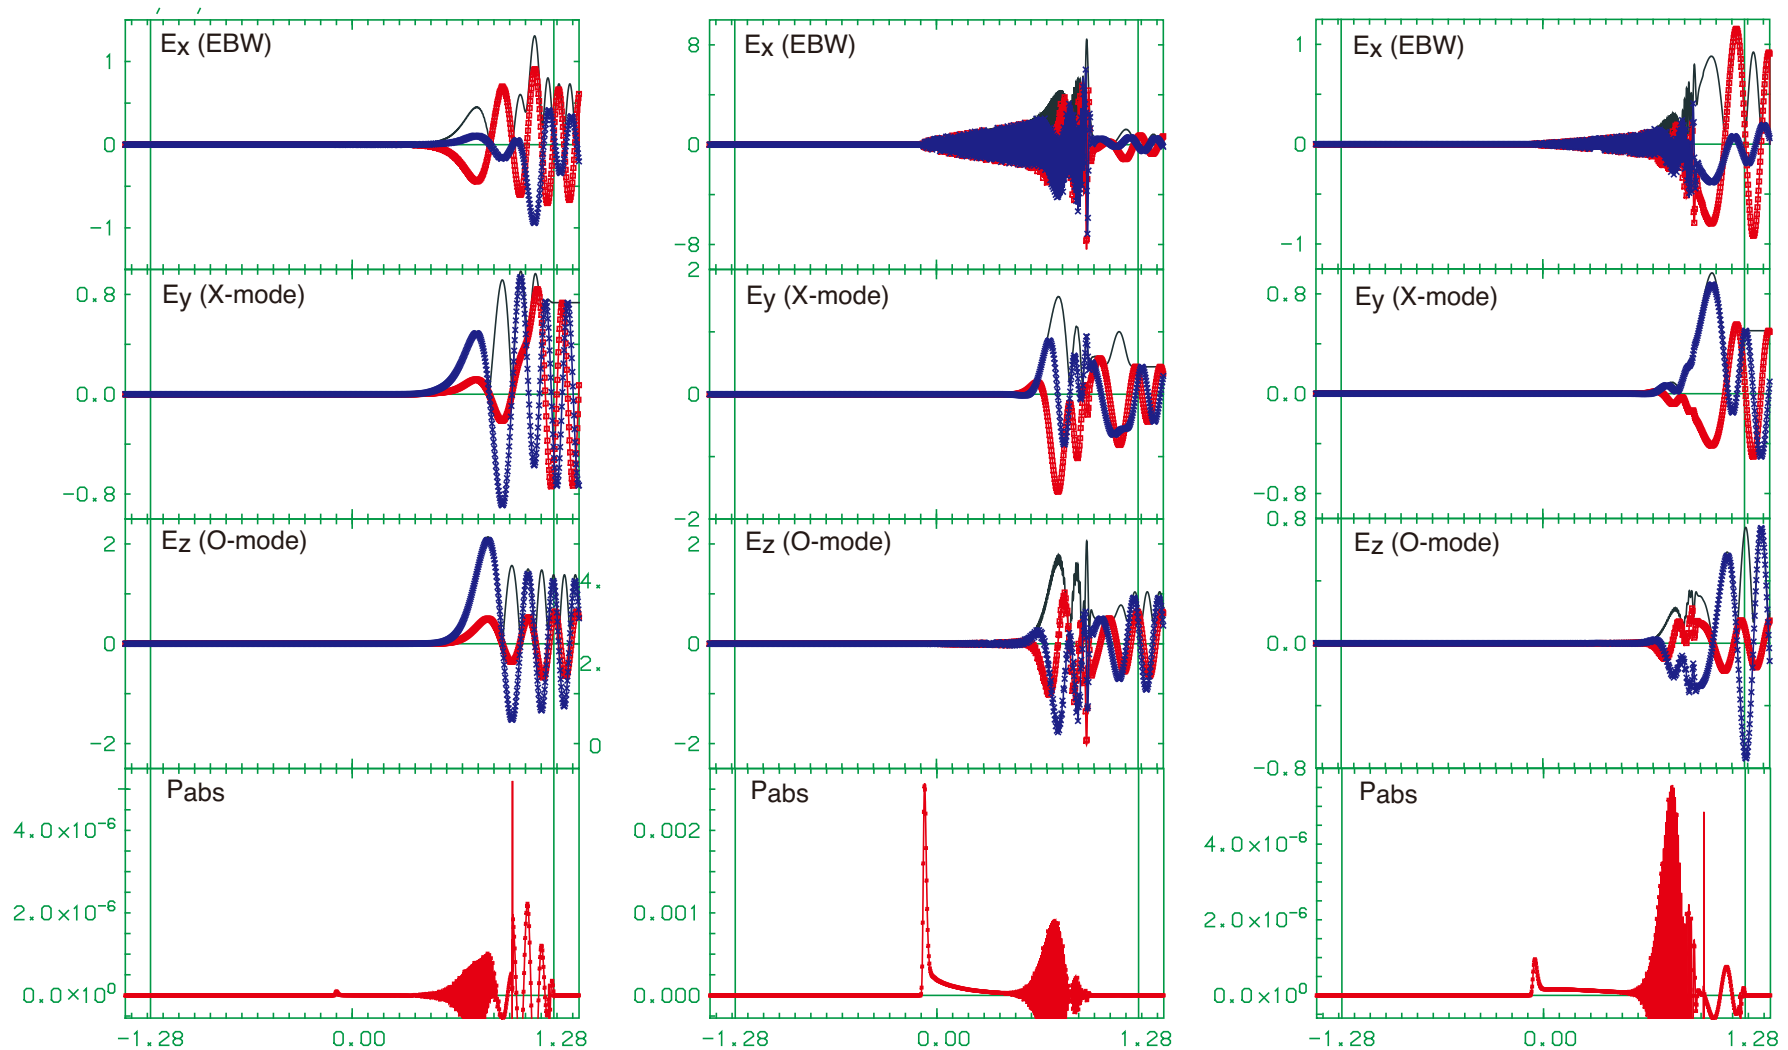 Ex (EBW)
1
0
-1
Ey (X-mode)
0.8
0.0
-0.8
Ez (O-mode)
2
0
-2
4.
2.
0
Pabs
4.0×10⁻⁶
2.0×10⁻⁶
0.0×10⁰
-1.28 0.00 1.28
Ex (EBW)
8
0
-8
Ey (X-mode)
2
0
-2
Ez (O-mode)
2
0
-2
Pabs
0.002
0.001
0.000
-1.28 0.00 1.28
Ex (EBW)
1
0
-1
Ey (X-mode)
0.8
0.0
-0.8
Ez (O-mode)
0.8
0.0
-0.8
Pabs
4.0×10⁻⁶
2.0×10⁻⁶
0.0×10⁰
-1.28 0.00 1.28